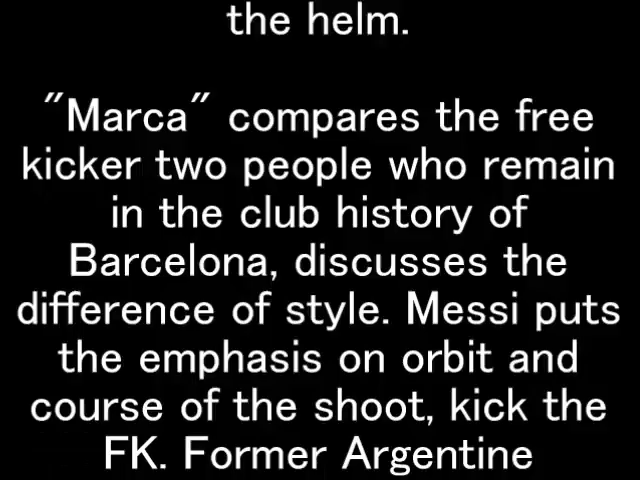 the helm.
"Marca" compares the free
kicker two people who remain
in the club history of
Barcelona, discusses the
difference of style. Messi puts
the emphasis on orbit and
course of the shoot, kick the
FK. Former Argentine